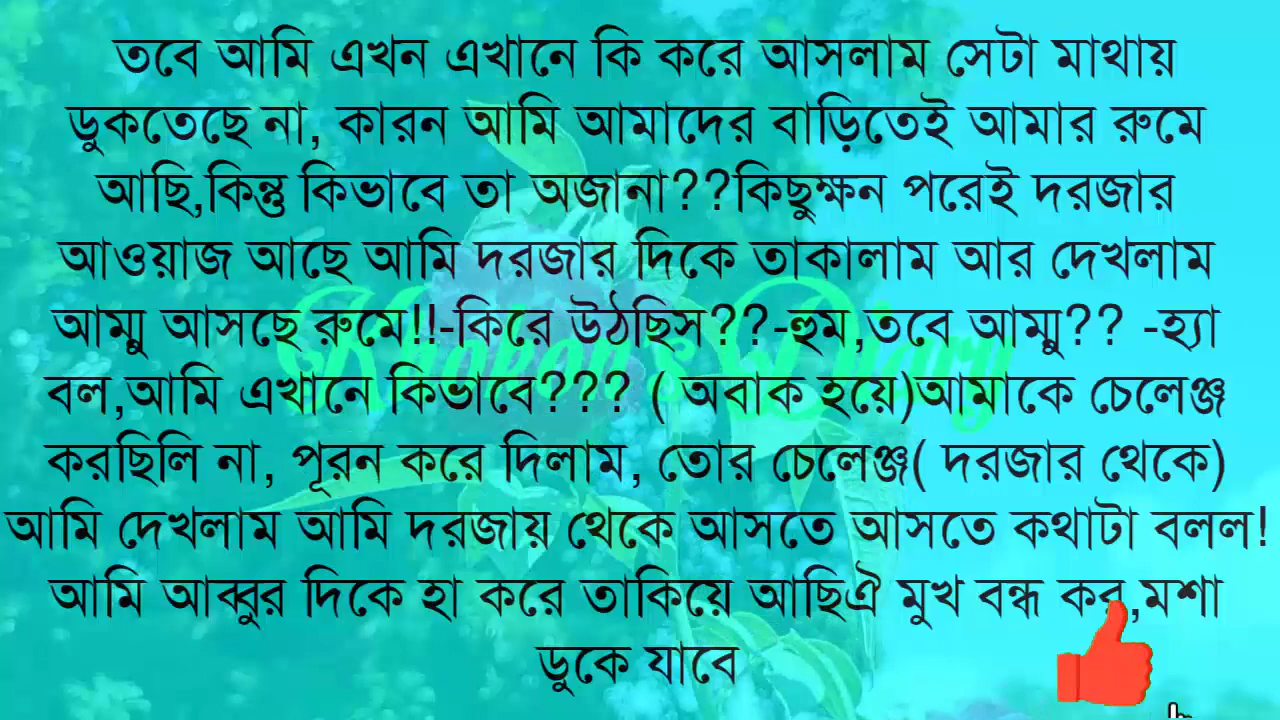 তবে আমি এখন এখানে কি করে আসলাম সেটা মাথায়
ডুকতেছে না, কারন আমি আমাদের বাড়িতেই আমার রুমে
আছি,কিন্তু কিভাবে তা অজানা??কিছুক্ষন পরেই দরজার
আওয়াজ আছে আমি দরজার দিকে তাকালাম আর দেখলাম
আম্মু আসছে রুমে!!-কিরে উঠছিস??-হুম,তবে আম্মু?? -হ্যা
বল,আমি এখানে কিভাবে??? ( অবাক হয়ে)আমাকে চেলেঞ্জ
করছিলি না, পূরন করে দিলাম, তোর চেলেঞ্জ( দরজার থেকে)
আমি দেখলাম আমি দরজায় থেকে আসতে আসতে কথাটা বলল!
আমি আব্বুর দিকে হা করে তাকিয়ে আছিঐ মুখ বন্ধ কর,মশা
ডুকে যাবে
Khokon's Diary